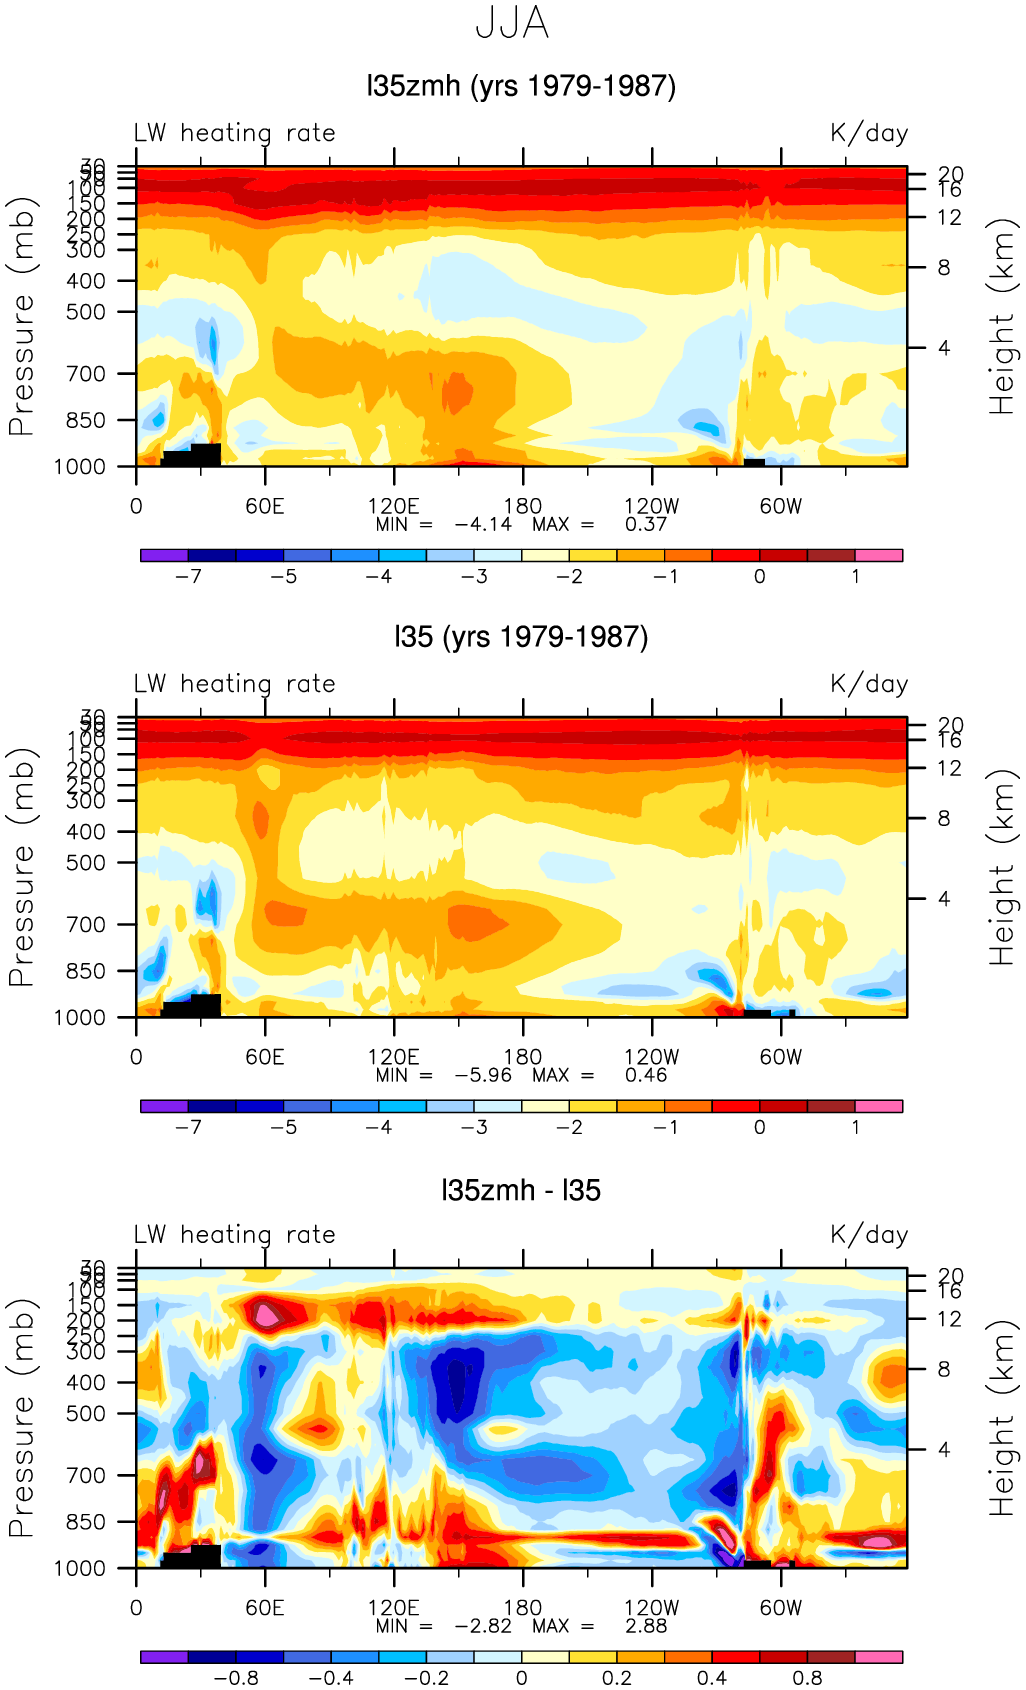 JJA
l35zmh (yrs 1979-1987)
LW heating rate K/day
Pressure (mb)
30
100
150
200
250
300
400
500
700
850
1000
20
16
12
8
4
Height (km)
0 60E 120E 180 120W 60W
MIN = -4.14 MAX = 0.37
-7 -5 -4 -3 -2 -1 0 1
l35 (yrs 1979-1987)
LW heating rate K/day
Pressure (mb)
30
100
150
200
250
300
400
500
700
850
1000
20
16
12
8
4
Height (km)
0 60E 120E 180 120W 60W
MIN = -5.96 MAX = 0.46
-7 -5 -4 -3 -2 -1 0 1
l35zmh - l35
LW heating rate K/day
Pressure (mb)
30
100
150
200
250
300
400
500
700
850
1000
20
16
12
8
4
Height (km)
0 60E 120E 180 120W 60W
MIN = -2.82 MAX = 2.88
-0.8 -0.4 -0.2 0 0.2 0.4 0.8